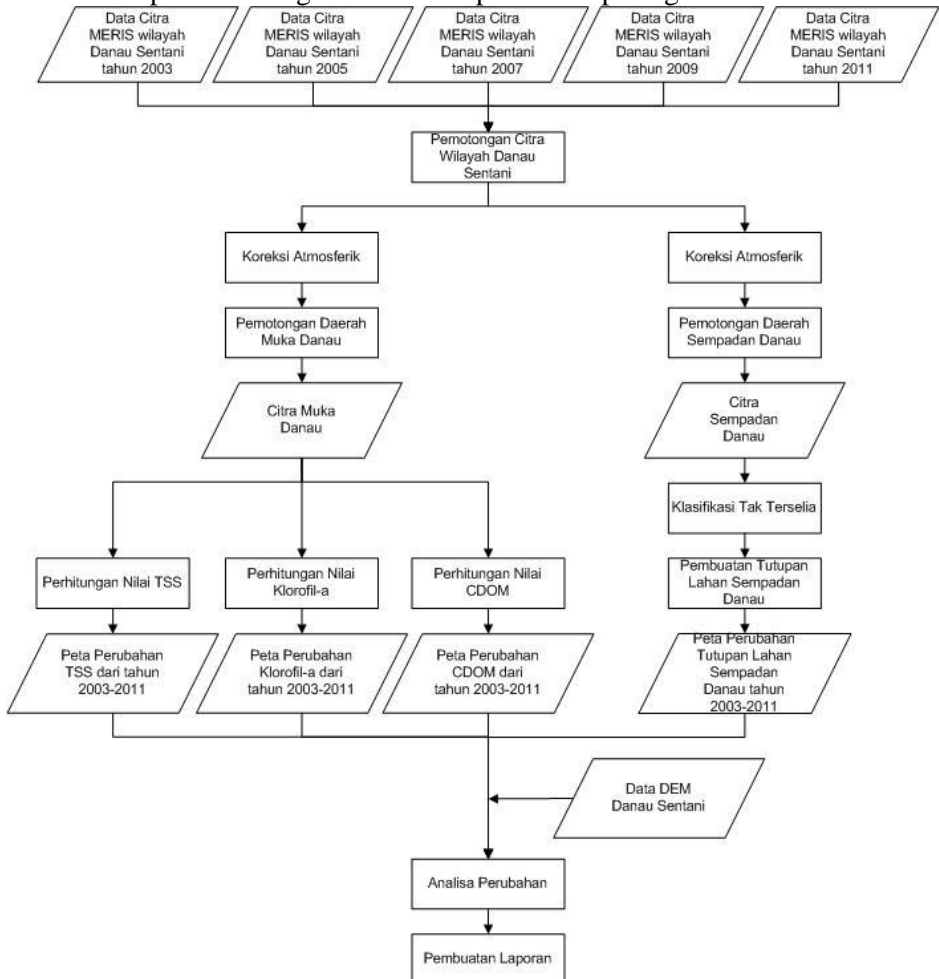 Data Citra
MERIS wilayah
Danau Sentani
tahun 2003
Data Citra
MERIS wilayah
Danau Sentani
tahun 2005
Data Citra
MERIS wilayah
Danau Sentani
tahun 2007
Data Citra
MERIS wilayah
Danau Sentani
tahun 2009
Data Citra
MERIS wilayah
Danau Sentani
tahun 2011
Pemotongan Citra
Wilayah Danau
Sentani
Koreksi Atmosferik
Koreksi Atmosferik
Pemotongan Daerah
Muka Danau
Pemotongan Daerah
Sempadan Danau
Citra Muka
Danau
Citra
Sempadan
Danau
Klasifikasi Tak Terselia
Perhitungan Nilai TSS
Perhitungan Nilai
Klorofil-a
Perhitungan Nilai
CDOM
Pembuatan Tutupan
Lahan Sempadan
Danau
Peta Perubahan
TSS dari tahun
2003-2011
Peta Perubahan
Klorofil-a dari
tahun 2003-2011
Peta Perubahan
CDOM dari
tahun 2003-2011
Peta Perubahan
Tutupan Lahan
Sempadan
Danau tahun
2003-2011
Data DEM
Danau Sentani
Analisa Perubahan
Pembuatan Laporan